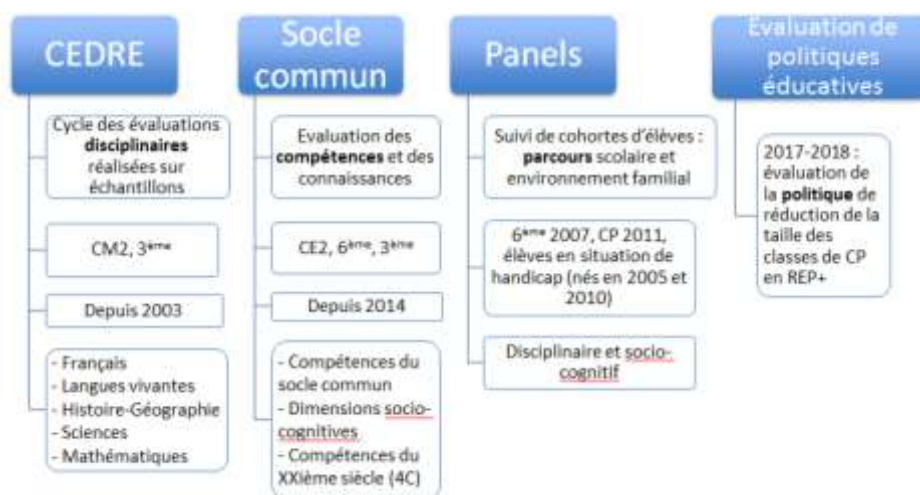 CEDRE
Cycle des évaluations
disciplinaires
réalisées sur
échantillons
CM2, 3ème
Depuis 2003
- Français
- Langues vivantes
- Histoire-Géographie
- Sciences
- Mathématiques
Socle
commun
Evaluation des
compétences et des
connaissances
CE2, 6ème, 3ème
Depuis 2014
- Compétences du
socle commun
- Dimensions socio-
cognitives
- Compétences du
XXIème siècle (4C)
Panels
Suivi de cohortes d'élèves :
parcours scolaire et
environnement familial
6ème 2007, CP 2011,
élèves en situation de
handicap (nés en 2005 et
2010)
Disciplinaire et socio-
cognitif
Evaluation de
politiques
éducatives
2017-2018 :
évaluation de
la politique de
réduction de la
taille des
classes de CP
en REP+